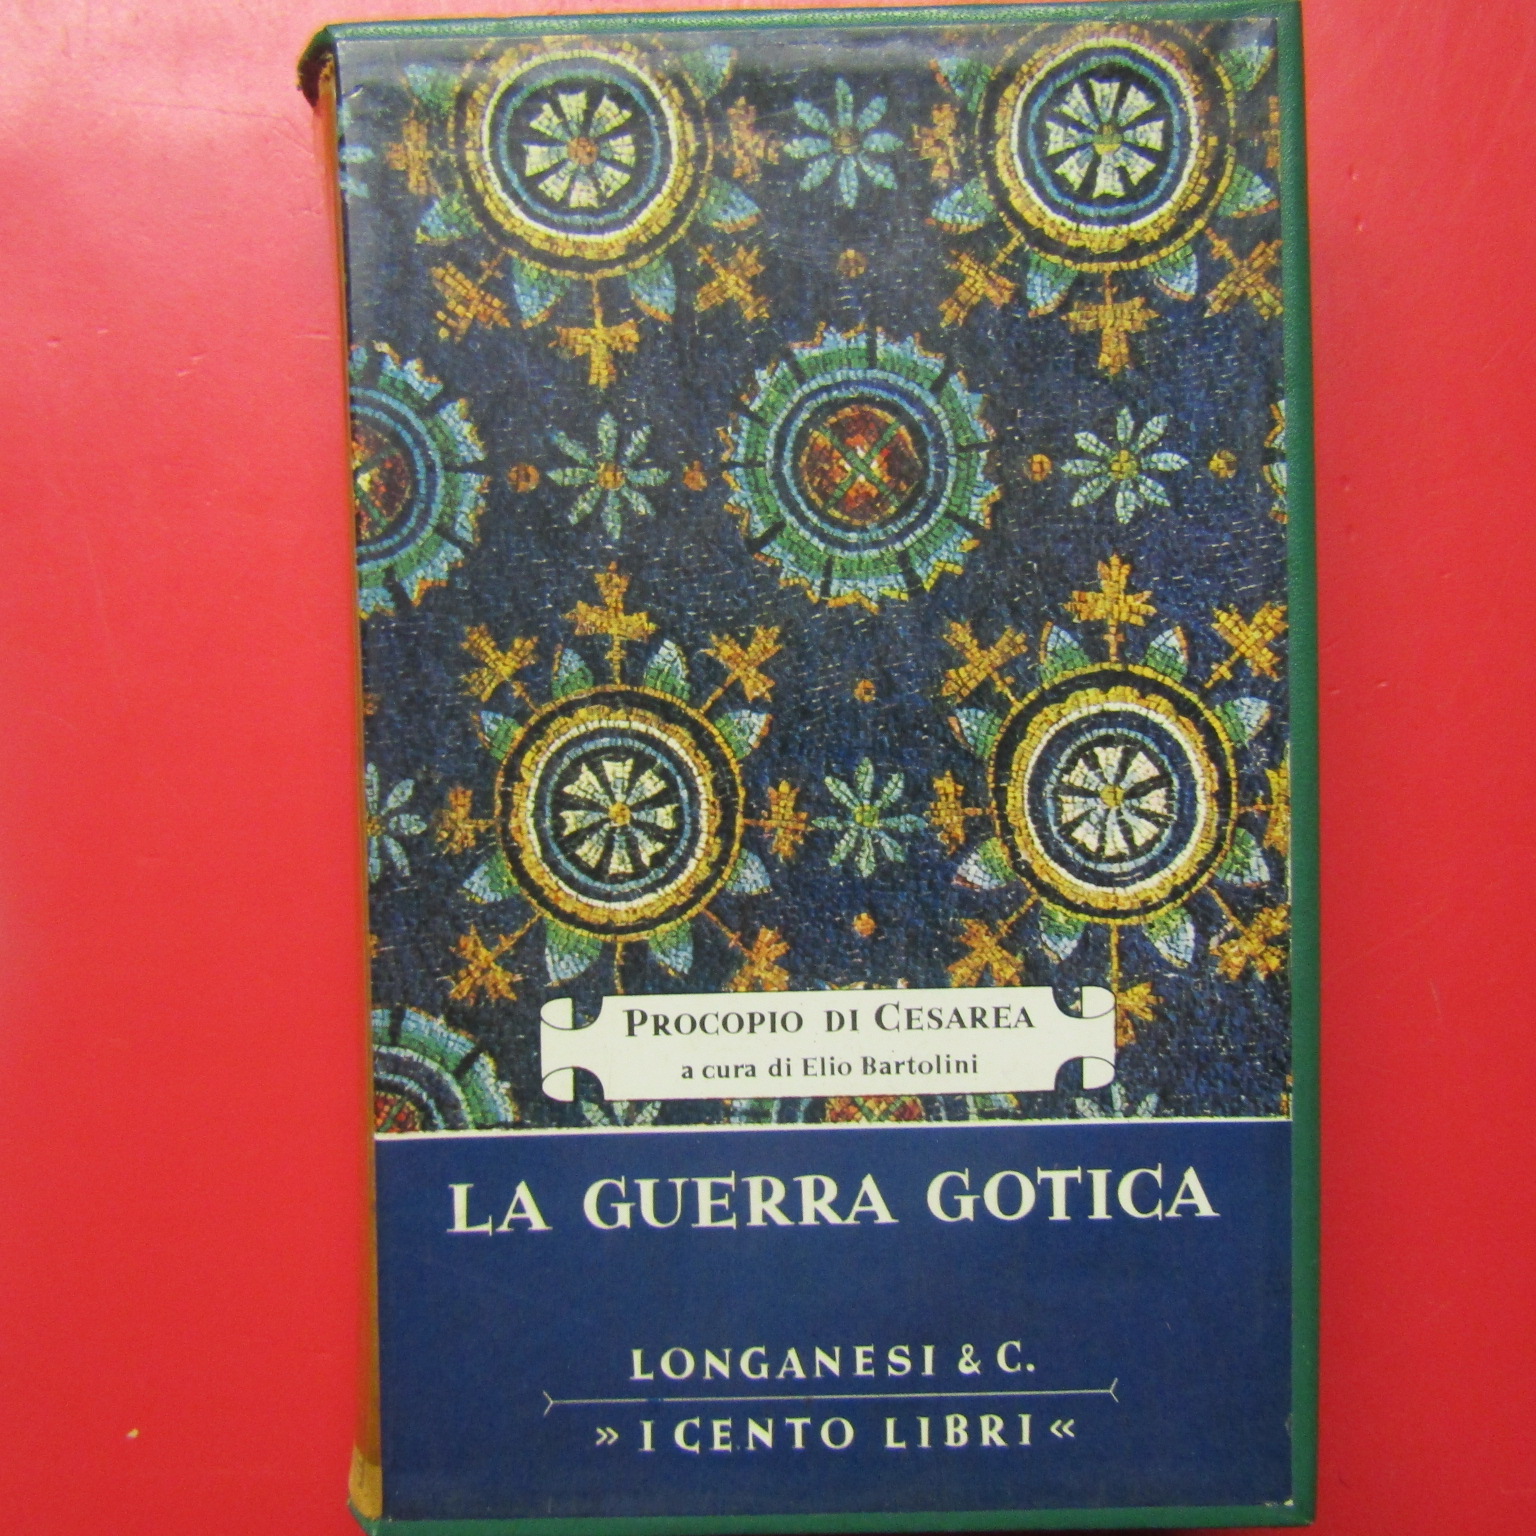 PROCOPIO DI CESAREA
a cura di Elio Bartolini
LA GUERRA GOTICA
LONGANESI & C.
» I CENTO LIBRI «